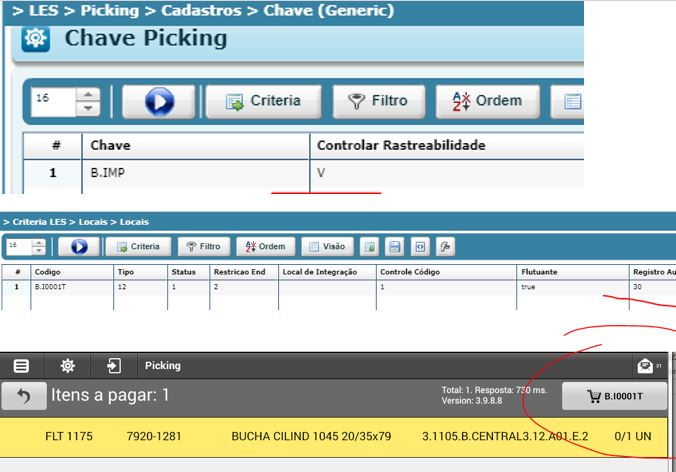 > LES > Picking > Cadastros > Chave (Generic)
Chave Picking
16 Criteria Filtro Ordem
# Chave Controlar Rastreabilidade
1 B.IMP V
> Criteria LES > Locais > Locais
16 Criteria Filtro Ordem Visão
# Codigo Tipo Status Restricao End Local de Integração Controle Código Flutuante Registro Au
1 B.I0001T 12 1 2 1 true 30
Picking
Itens a pagar: 1
Total: 1. Resposta: 730 ms.
Version: 3.9.8.8
B.I0001T
FLT 1175 7920-1281 BUCHA CILIND 1045 20/35x79 3.1105.B.CENTRAL3.12.A01.E.2 0/1 UN